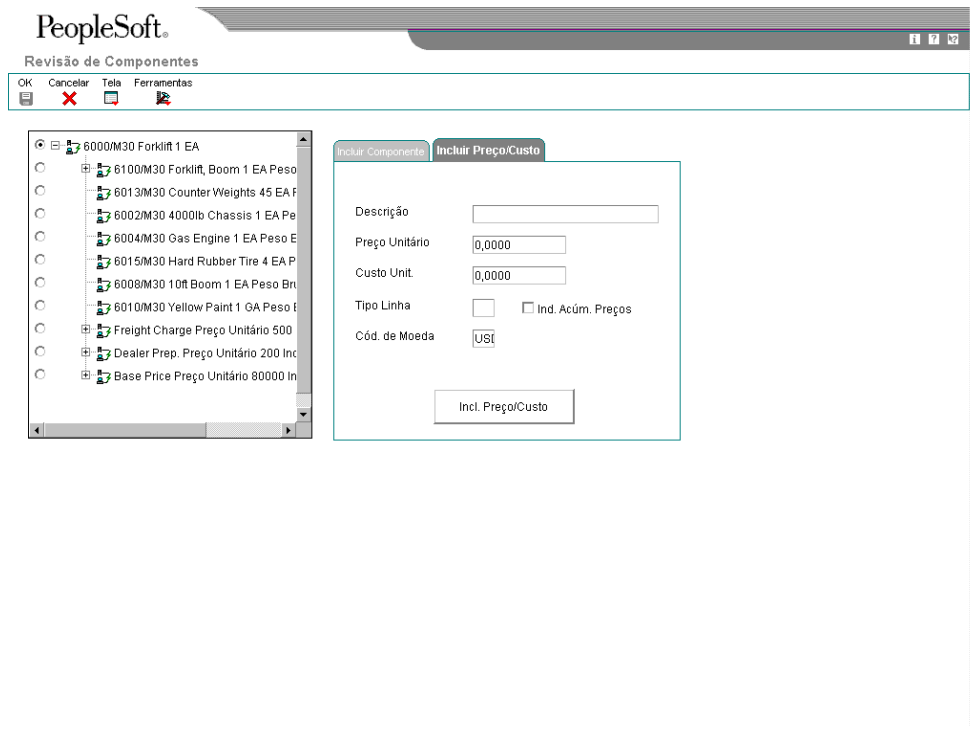 PeopleSoft®
Revisão de Componentes
OK Cancelar Tela Ferramentas
6000/M30 Forklift 1 EA
6100/M30 Forklift, Boom 1 EA Peso
6013/M30 Counter Weights 45 EA
6002/M30 4000lb Chassis 1 EA Pe
6004/M30 Gas Engine 1 EA Peso
6015/M30 Hard Rubber Tire 4 EA P
6008/M30 10ft Boom 1 EA Peso Bru
6010/M30 Yellow Paint 1 GA Peso
Freight Charge Preço Unitário 500
Dealer Prep. Preço Unitário 200 Inc
Base Price Preço Unitário 80000 In
Incluir Componente Incluir Preço/Custo
Descrição
Preço Unitário 0,0000
Custo Unit. 0,0000
Tipo Linha Ind. Acúm. Preços
Cód. de Moeda USD
Incl. Preço/Custo